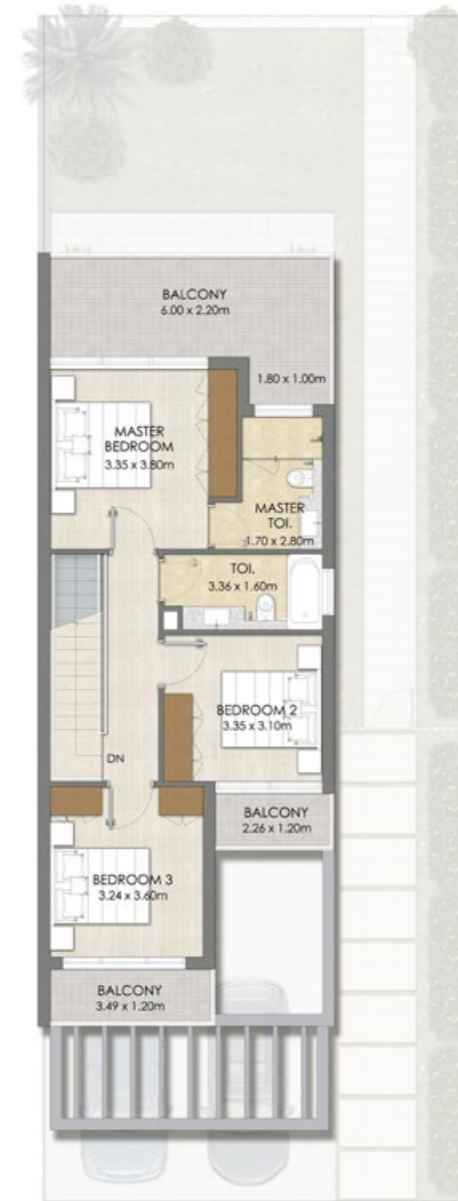 BALCONY
6.00 x 2.20m
1.80 x 1.00m
MASTER
BEDROOM
3.35 x 3.80m
MASTER
TOI.
1.70 x 2.80m
TOI.
3.36 x 1.60m
BEDROOM 2
3.35 x 3.10m
DN
BALCONY
2.26 x 1.20m
BEDROOM 3
3.24 x 3.60m
BALCONY
3.49 x 1.20m